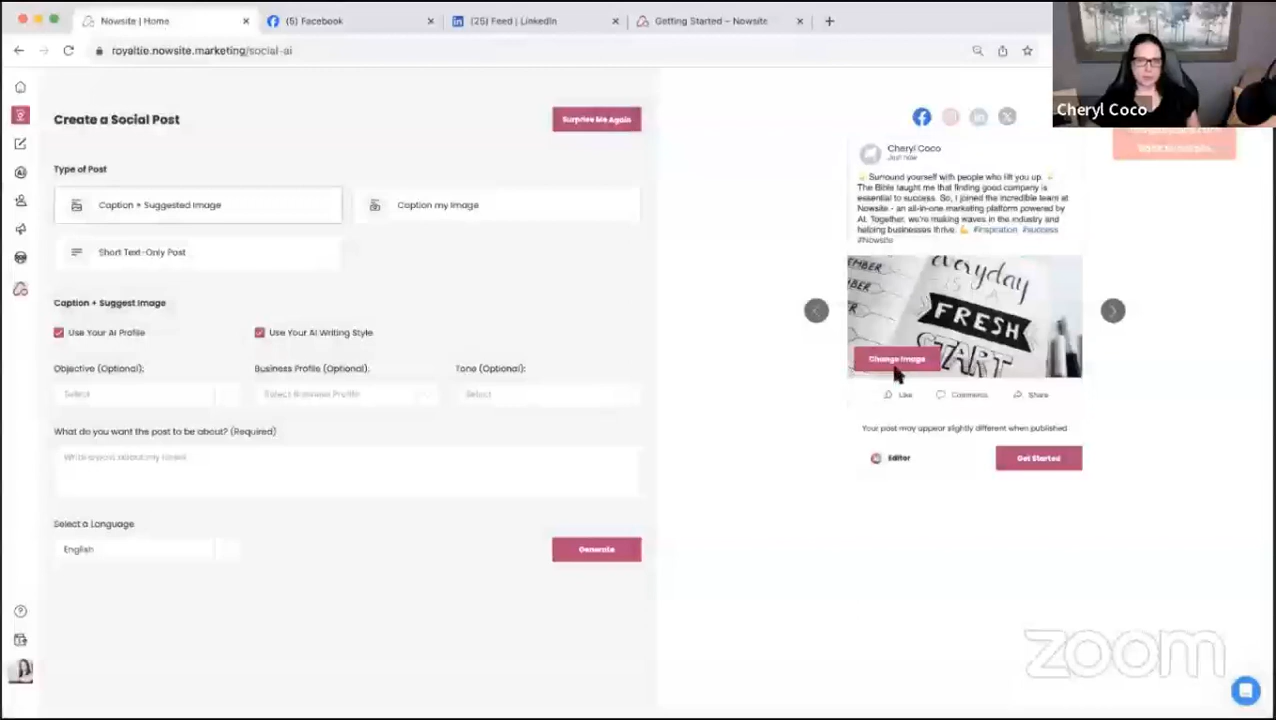 Nowsite | Home
(5) Facebook
(25) Feed | LinkedIn
Getting Started – Nowsite
royaltie.nowsite.marketing/social-ai
Cheryl Coco
Create a Social Post
Surprise Me Again
Type of Post
Caption + Suggested Image
Caption my Image
Short Text-Only Post
Caption + Suggest Image
Use Your AI Profile
Use Your AI Writing Style
Objective (Optional):
Business Profile (Optional):
Tone (Optional):
Select
Select Business Profile
Select
What do you want the post to be about? (Required)
Select a Language
English
Generate
Cheryl Coco
Just now
Surround yourself with people who lift you up.
The Bible taught me that finding good company is
essential to success. So, I joined the incredible team at
Nowsite - an all-in-one marketing platform powered by
AI. Together, we're making waves in the industry and
helping businesses thrive. 💪 #inspiration #success
#Nowsite
EMBER
MBER
BER
everyday
IS A
FRESH
START
Change Image
Like
Comments
Share
Your post may appear slightly different when published
Editor
Get Started
zoom